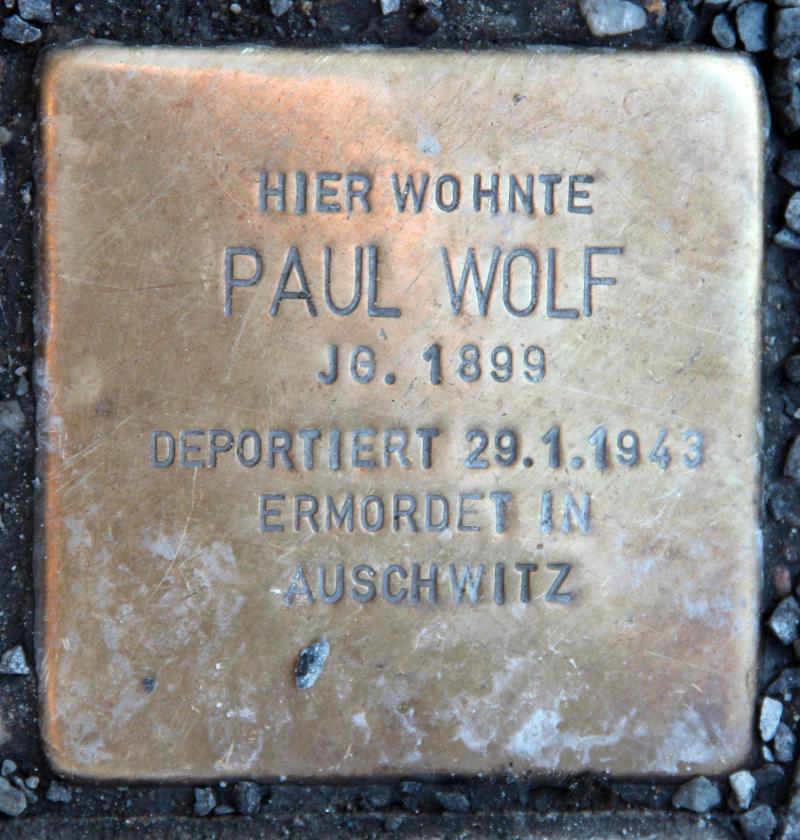 HIER WOHNTE
PAUL WOLF
JG. 1899
DEPORTIERT 29.1.1943
ERMORDET IN
AUSCHWITZ